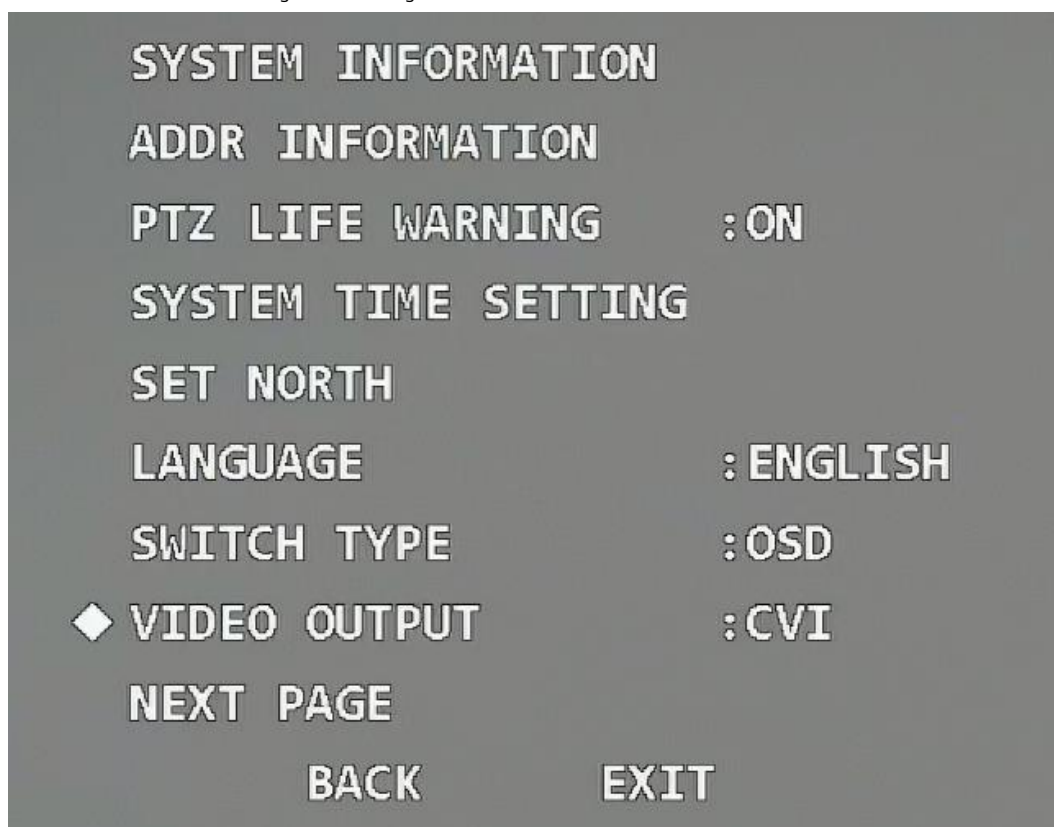 SYSTEM INFORMATION
ADDR INFORMATION
PTZ LIFE WARNING :ON
SYSTEM TIME SETTING
SET NORTH
LANGUAGE :ENGLISH
SWITCH TYPE :OSD
VIDEO OUTPUT :CVI
NEXT PAGE
BACK EXIT